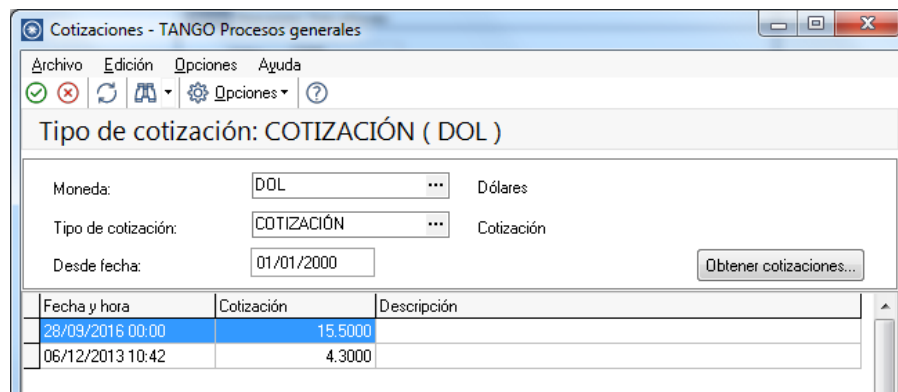 Cotizaciones - TANGO Procesos generales
Archivo Edición Opciones Ayuda
Opciones
Tipo de cotización: COTIZACIÓN ( DOL )
Moneda: DOL ... Dólares
Tipo de cotización: COTIZACIÓN ... Cotización
Desde fecha: 01/01/2000 Obtener cotizaciones...
Fecha y hora Cotización Descripción
28/09/2016 00:00 15.5000
06/12/2013 10:42 4.3000